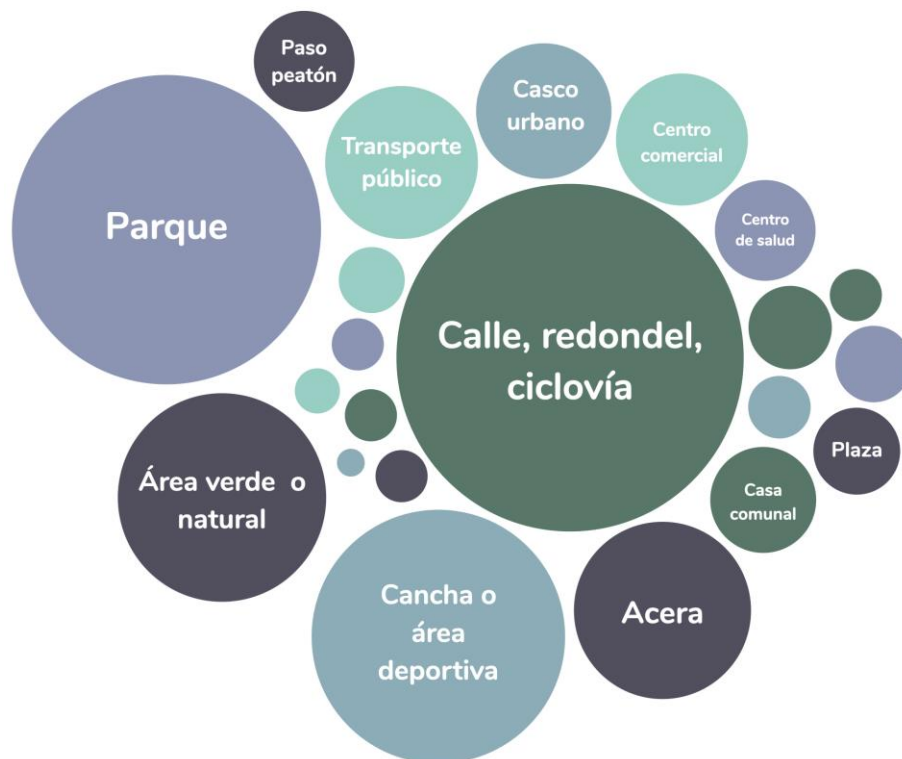 Paso
peatón
Casco
urbano
Transporte
público
Centro
comercial
Parque
Centro
de salud
Calle, redondel,
ciclovía
Plaza
Área verde o
natural
Casa
comunal
Cancha o
área
deportiva
Acera